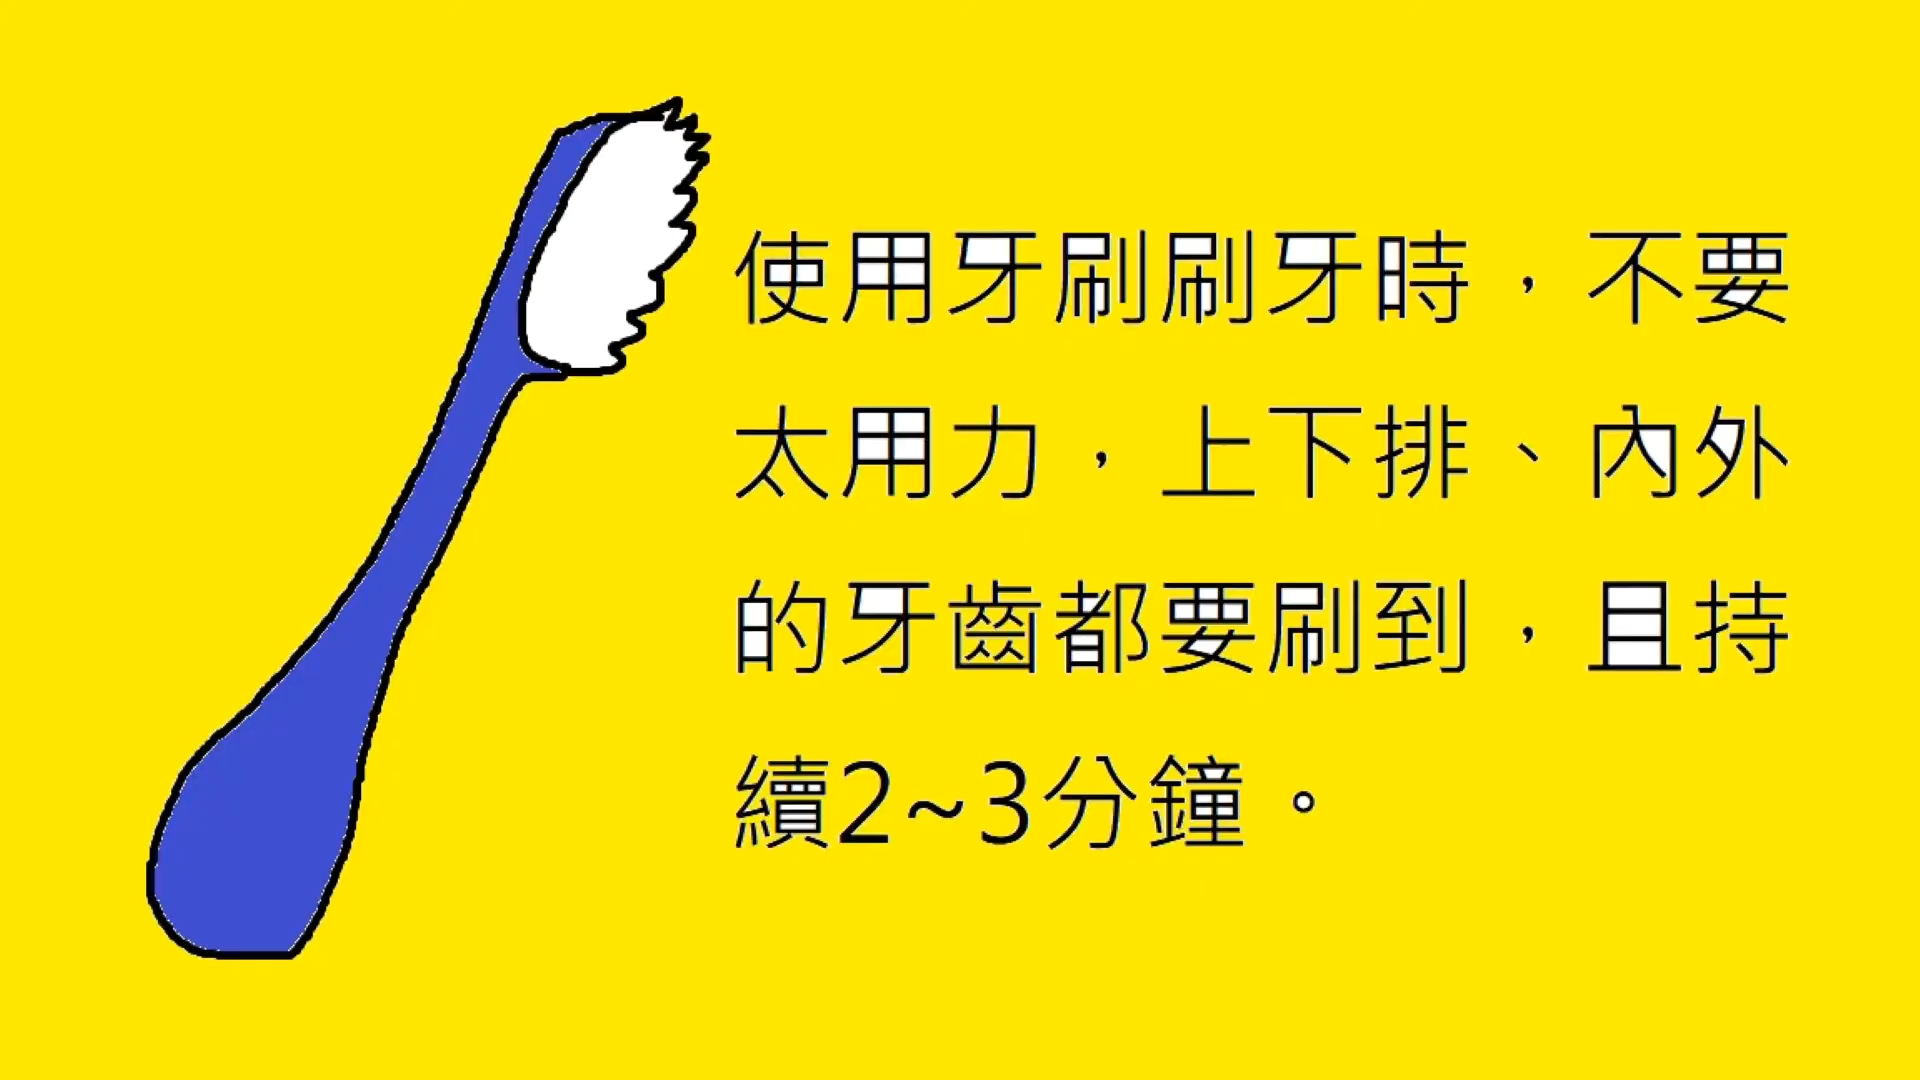 使用牙刷刷牙時，不要
太用力，上下排、內外
的牙齒都要刷到，且持
續2~3分鐘。